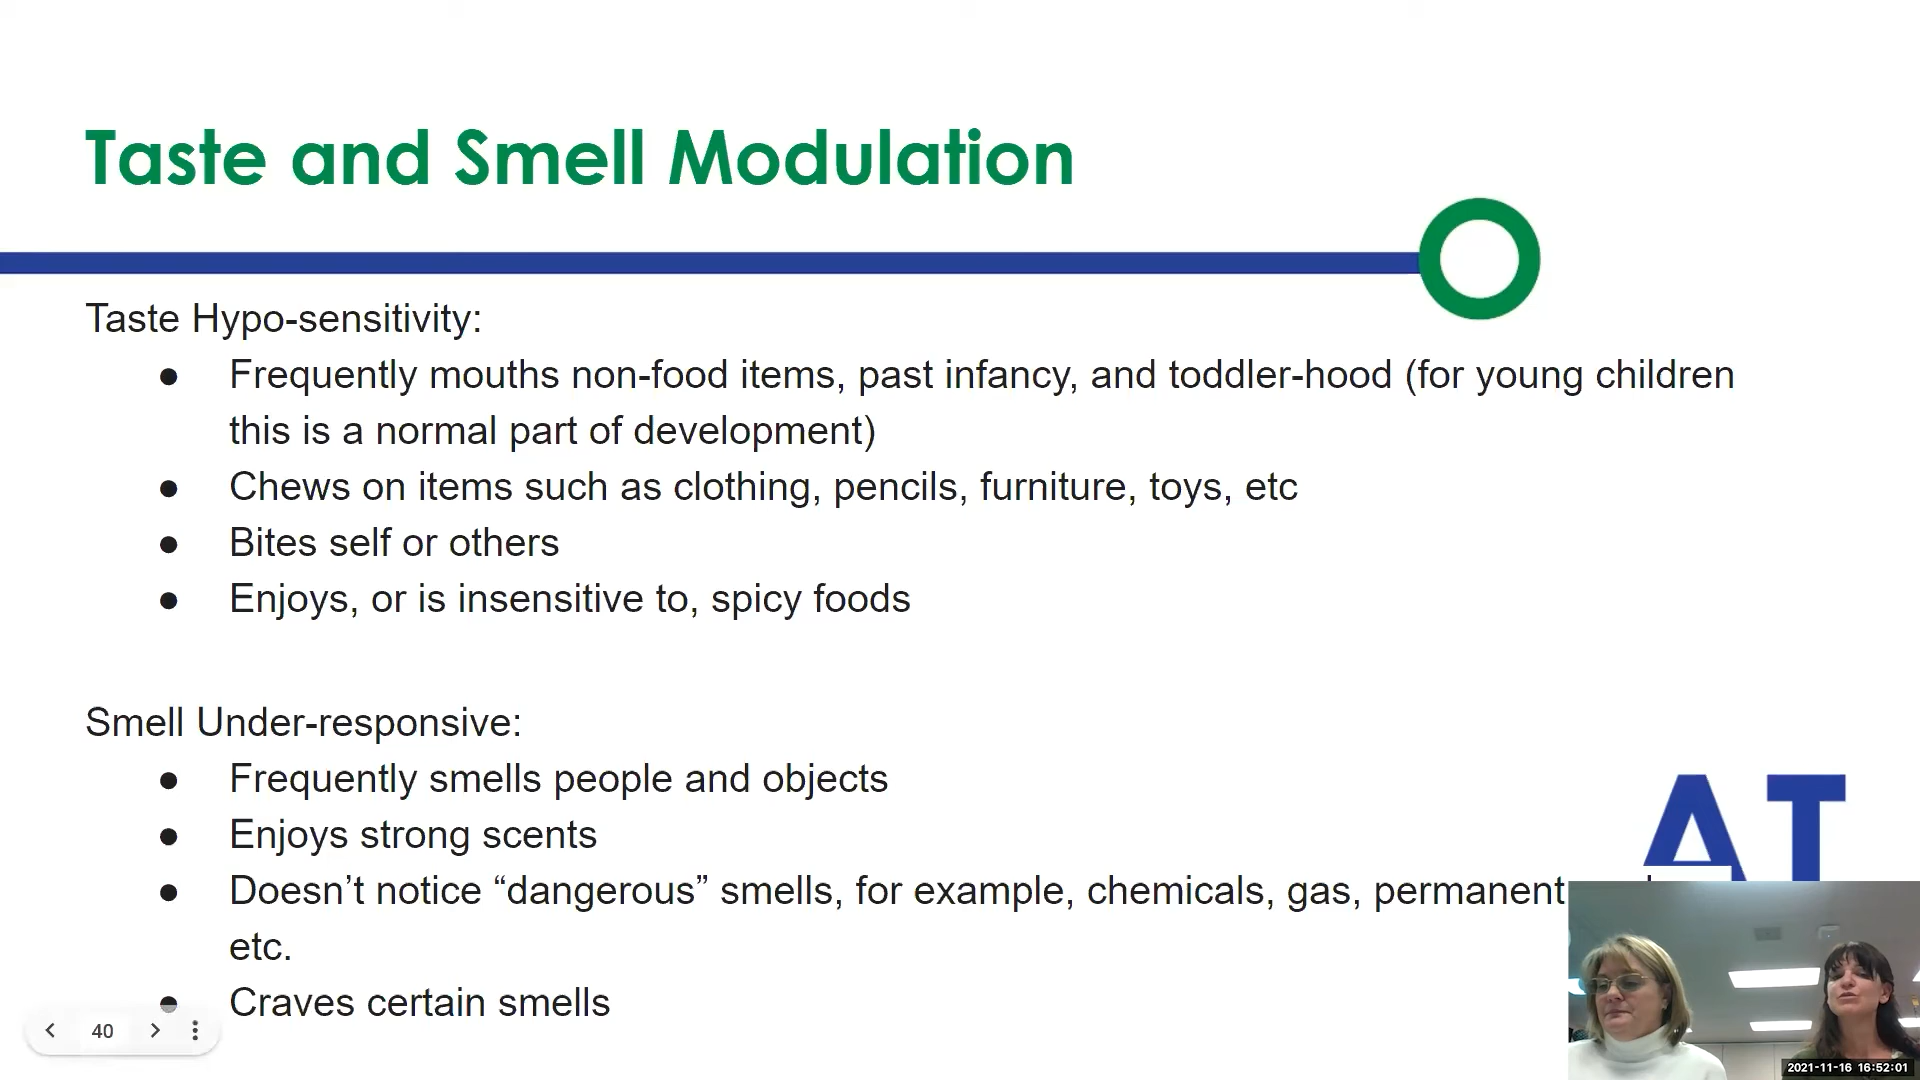 Taste and Smell Modulation
Taste Hypo-sensitivity:
● Frequently mouths non-food items, past infancy, and toddler-hood (for young children
this is a normal part of development)
● Chews on items such as clothing, pencils, furniture, toys, etc
● Bites self or others
● Enjoys, or is insensitive to, spicy foods
Smell Under-responsive:
● Frequently smells people and objects
● Enjoys strong scents
● Doesn’t notice “dangerous” smells, for example, chemicals, gas, permanent
etc.
● Craves certain smells
AT
40
2021-11-16 16:52:01